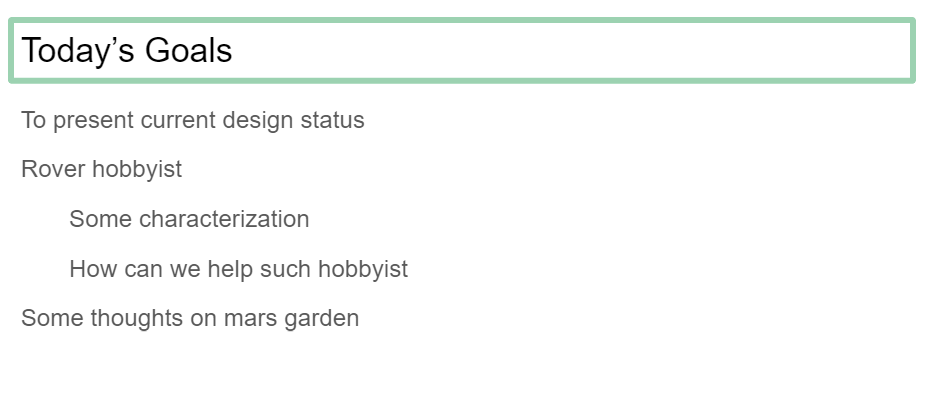 Today’s Goals
To present current design status
Rover hobbyist
Some characterization
How can we help such hobbyist
Some thoughts on mars garden